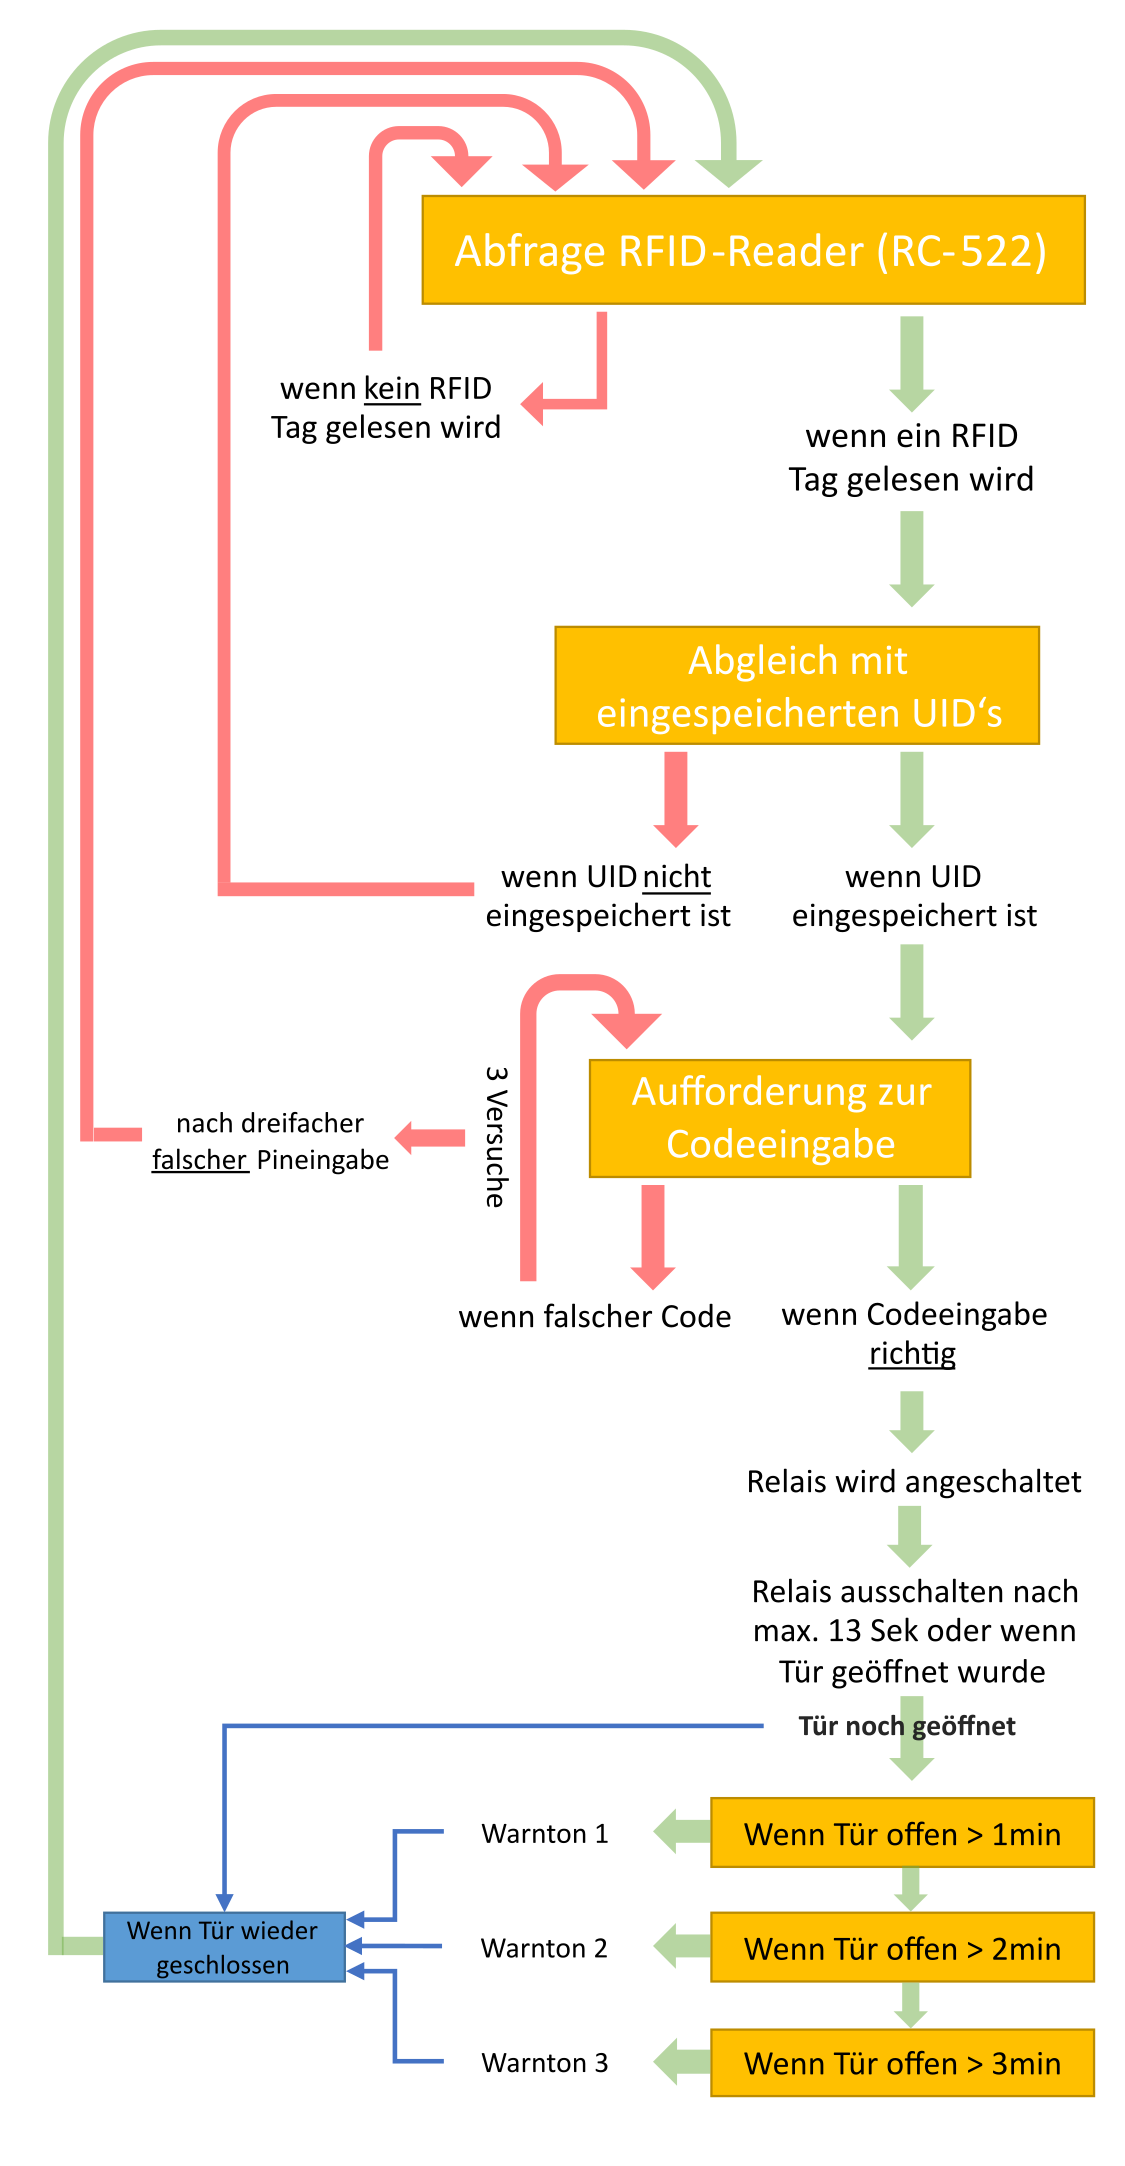 Abfrage RFID-Reader (RC-522)
wenn kein RFID
Tag gelesen wird
wenn ein RFID
Tag gelesen wird
Abgleich mit
eingespeicherten UID‘s
wenn UID nicht
eingespeichert ist
wenn UID
eingespeichert ist
Aufforderung zur
Codeeingabe
3 Versuche
nach dreifacher
falscher Pineingabe
wenn falscher Code
wenn Codeeingabe
richtig
Relais wird angeschaltet
Relais ausschalten nach
max. 13 Sek oder wenn
Tür geöffnet wurde
Tür noch geöffnet
Warnton 1
Wenn Tür offen > 1min
Wenn Tür wieder
geschlossen
Warnton 2
Wenn Tür offen > 2min
Warnton 3
Wenn Tür offen > 3min